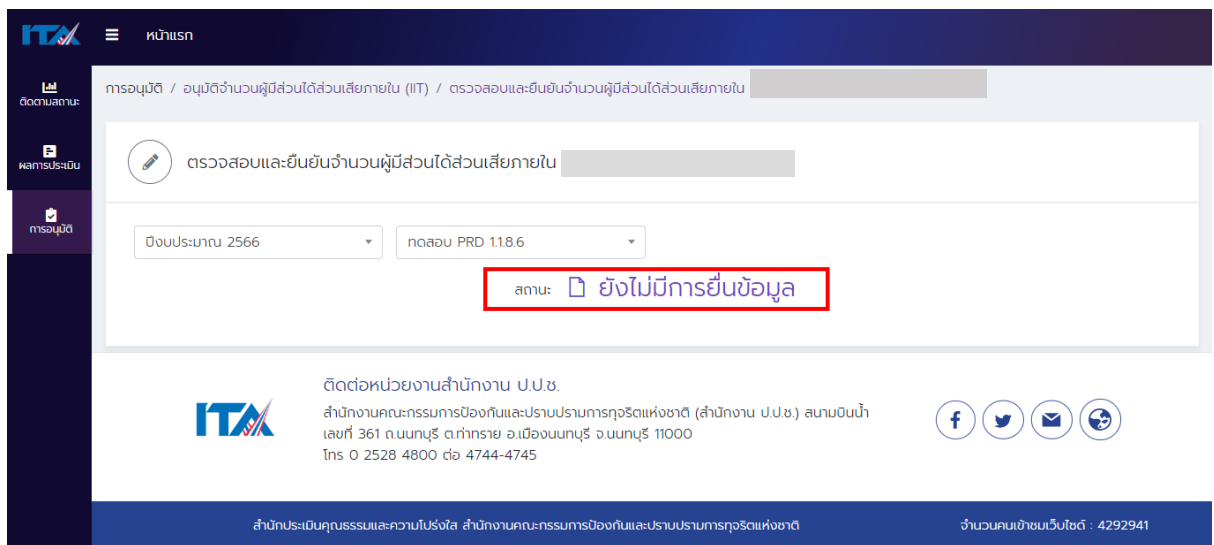 ITA
หน้าแรก
ติดตามสถานะ
ผลการประเมิน
การอนุมัติ
การอนุมัติ / อนุมัติจำนวนผู้มีส่วนได้ส่วนเสียภายใน (IIT) / ตรวจสอบและยืนยันจำนวนผู้มีส่วนได้ส่วนเสียภายใน
ตรวจสอบและยืนยันจำนวนผู้มีส่วนได้ส่วนเสียภายใน
ปีงบประมาณ 2566
ทดสอบ PRD 1.1.8.6
สถานะ: ยังไม่มีการยื่นข้อมูล
ITA
ติดต่อหน่วยงานสำนักงาน ป.ป.ช.
สำนักงานคณะกรรมการป้องกันและปราบปรามการทุจริตแห่งชาติ (สำนักงาน ป.ป.ช.) สนามบินน้ำ
เลขที่ 361 ถ.นนทบุรี ต.ท่าทราย อ.เมืองนนทบุรี จ.นนทบุรี 11000
โทร 0 2528 4800 ต่อ 4744-4745
สำนักประเมินคุณธรรมและความโปร่งใส สำนักงานคณะกรรมการป้องกันและปราบปรามการทุจริตแห่งชาติ
จำนวนคนเข้าชมเว็บไซต์ : 4292941